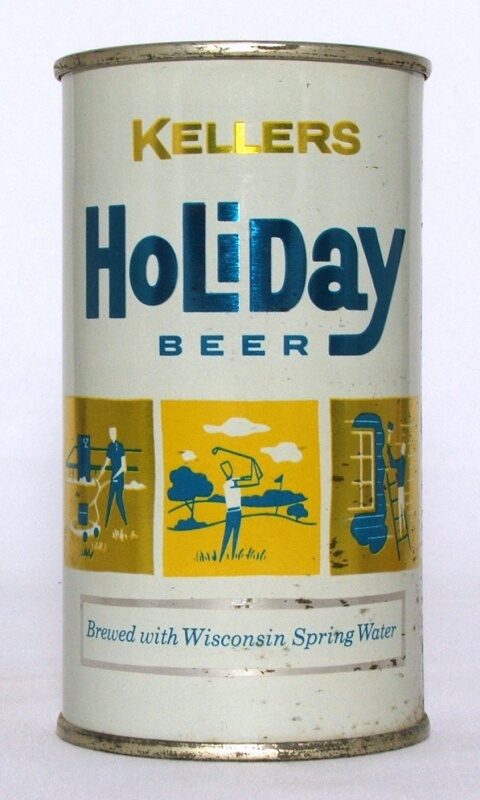 KELLERS
HoLiDay
BEER
Brewed with Wisconsin Spring Water